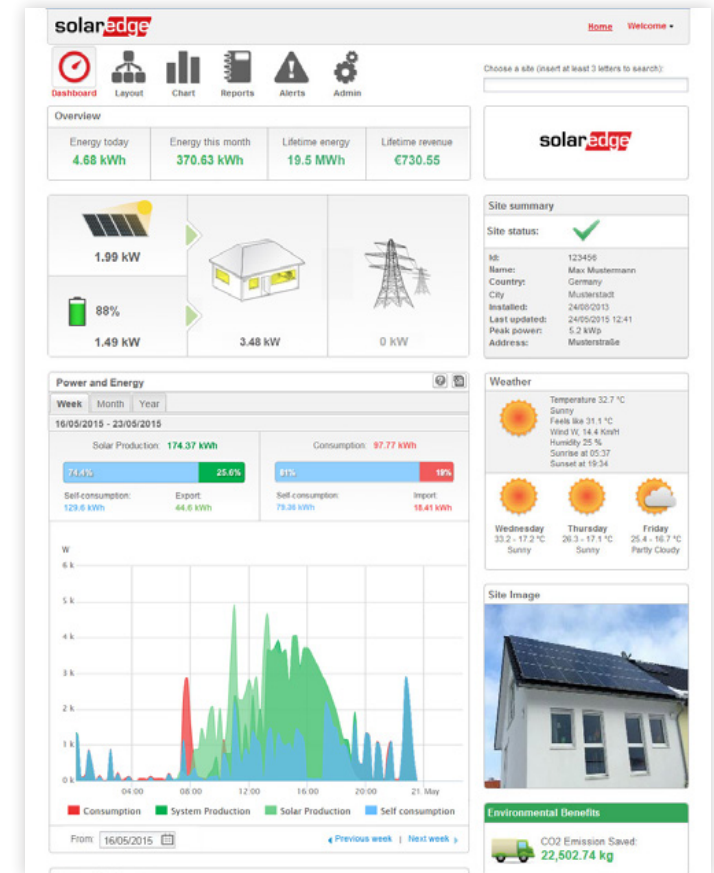 solaredge
Home Welcome
Dashboard Layout Chart Reports Alerts Admin
Choose a site (insert at least 3 letters to search):
Overview
Energy today Energy this month Lifetime energy Lifetime revenue
4.68 kWh 370.63 kWh 19.5 MWh €730.55
solaredge
1.99 kW
88%
1.49 kW 3.48 kW 0 kW
Site summary
Site status:
Id: 123456
Name: Max Mustermann
Country: Germany
City Musterstadt
Installed: 24/08/2013
Last updated: 24/05/2015 12:41
Peak power: 5.2 kWp
Address: Musterstraße
Power and Energy
Week Month Year
16/05/2015 - 23/05/2015
Solar Production: 174.37 kWh Consumption: 97.77 kWh
74.4% 25.6% 81% 19%
Self-consumption: Export: Self-consumption: Import:
129.6 kWh 44.6 kWh 79.36 kWh 18.41 kWh
W
6 k
5 k
4 k
3 k
2 k
1 k
0 k
04:00 08:00 12:00 16:00 20:00 21. May
Consumption System Production Solar Production Self consumption
From: 16/05/2015 Previous week | Next week
Weather
Temperature 32.7 °C
Sunny
Feels like 31.1 °C
Wind W, 14.4 Km/H
Humidity 25 %
Sunrise at 05:37
Sunset at 19:34
Wednesday Thursday Friday
33.2 - 17.2 °C 26.3 - 17.1 °C 25.4 - 16.7 °C
Sunny Sunny Partly Cloudy
Site Image
Environmental Benefits
CO2 Emission Saved:
22,502.74 kg